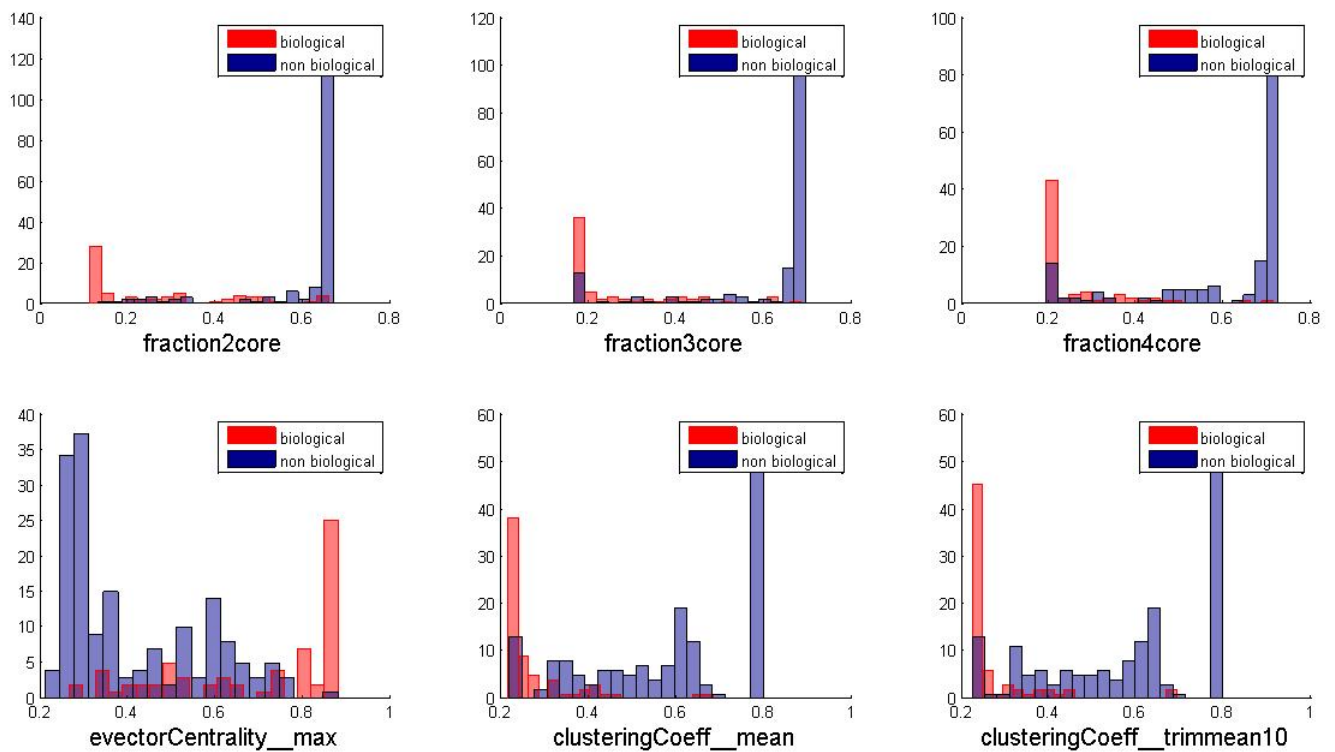 140
120
100
80
60
40
20
0
0 0.2 0.4 0.6 0.8
biological
non biological
fraction2core
120
100
80
60
40
20
0
0 0.2 0.4 0.6 0.8
biological
non biological
fraction3core
100
80
60
40
20
0
0 0.2 0.4 0.6 0.8
biological
non biological
fraction4core
40
35
30
25
20
15
10
5
0
0.2 0.4 0.6 0.8 1
biological
non biological
evectorCentrality__max
60
50
40
30
20
10
0
0.2 0.4 0.6 0.8 1
biological
non biological
clusteringCoeff__mean
60
50
40
30
20
10
0
0.2 0.4 0.6 0.8 1
biological
non biological
clusteringCoeff__trimmean10